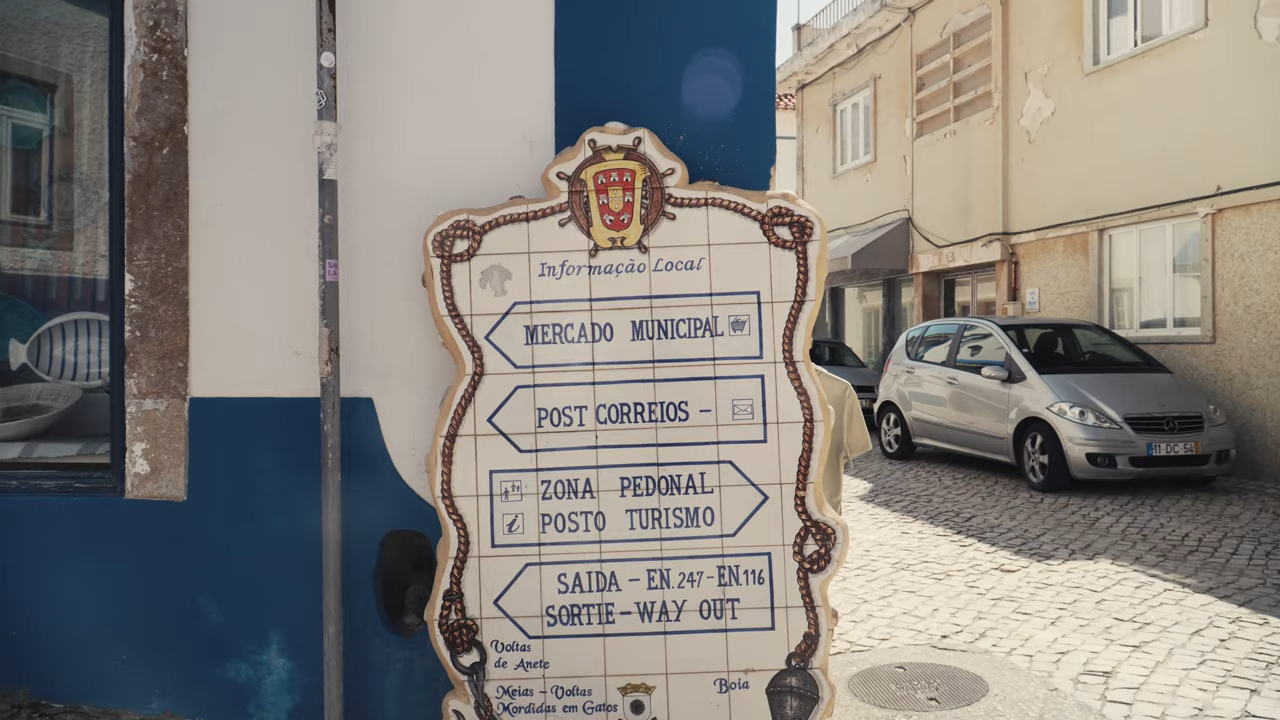 Informação Local
MERCADO MUNICIPAL
POST CORREIOS -
ZONA PEDONAL
i POSTO TURISMO
SAIDA - EN.247-EN.116
SORTIE-WAY OUT
Voltas
de Anete
Meias - Voltas
Mordidas em Gatos
Boia
11-DC-54